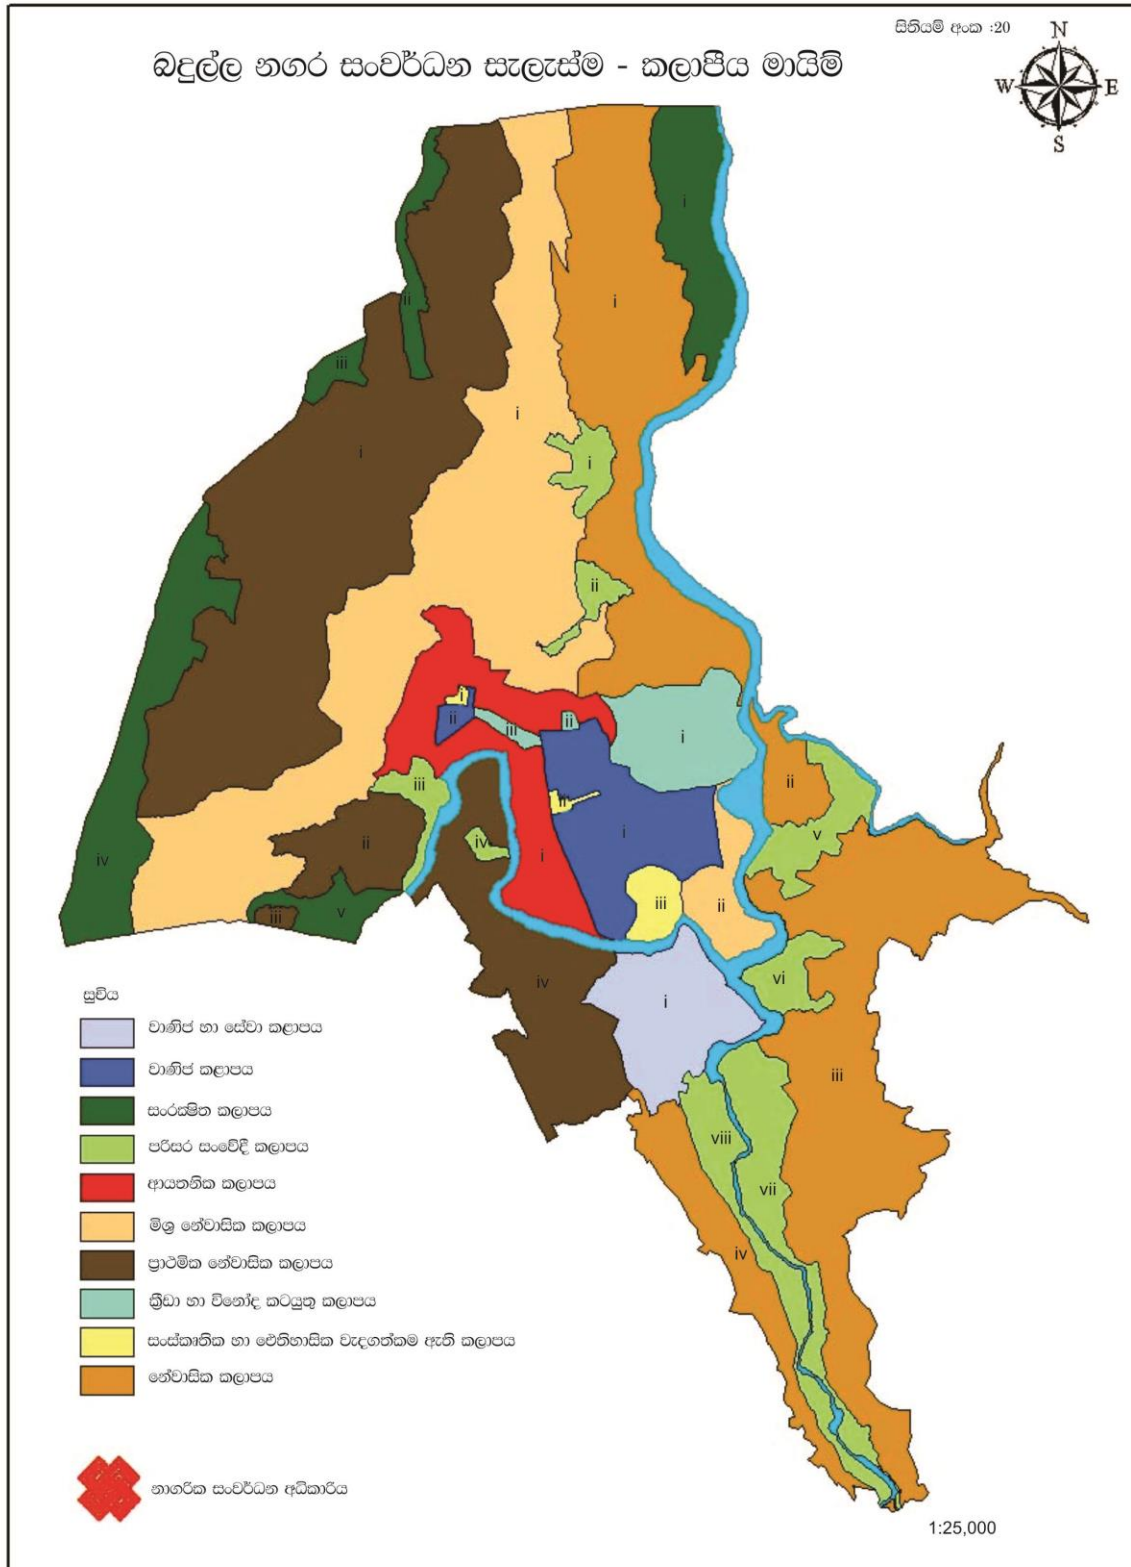 සිතියම් අංක :20
N
W E
S
බදුල්ල නගර සංවර්ධන සැලැස්ම - කලාපීය මායිම්
i
ii
i
iii
i
i
i
ii
i
ii
ii
iii
i
iii
ii
ii
i
v
iv
ii
iv
i
iii
ii
iii
v
iv
i
vi
iii
viii
vii
iv
සුචිය
වාණිජ හා සේවා කළාපය
වාණිජ කළාපය
සංරක්‍ෂිත කලාපය
පරිසර සංවේදී කලාපය
ආයතනික කලාපය
මිශ්‍ර නේවාසික කලාපය
ප්‍රාථමික නේවාසික කලාපය
ක්‍රීඩා හා විනෝද කටයුතු කලාපය
සංස්කෘතික හා ඓතිහාසික වැදගත්කම ඇති කලාපය
නේවාසික කලාපය
නාගරික සංවර්ධන අධිකාරිය
1:25,000